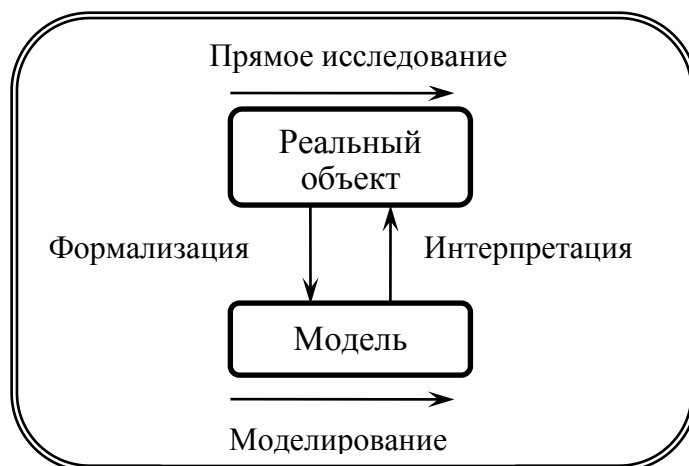 Прямое исследование
Реальный
объект
Формализация
Интерпретация
Модель
Моделирование